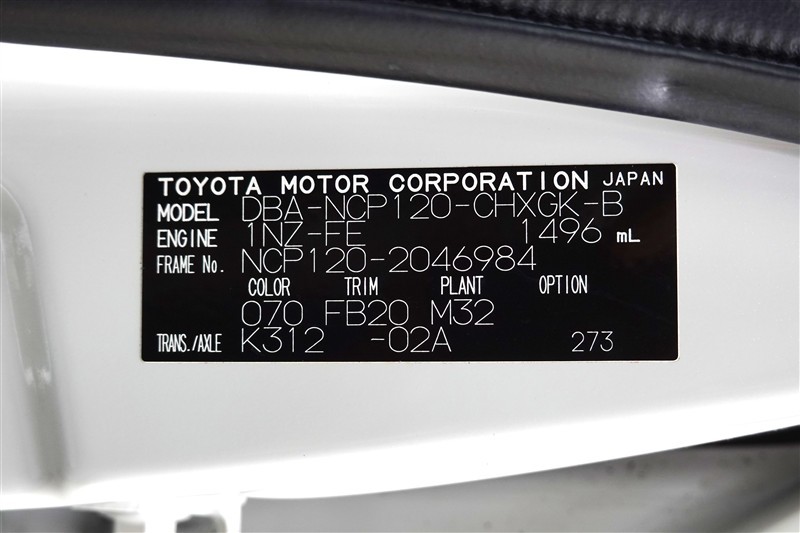 TOYOTA MOTOR CORPORATION JAPAN
MODEL DBA-NCP120-CHXGK-B
ENGINE 1NZ-FE 1496 mL
FRAME No. NCP120-2046984
COLOR TRIM PLANT OPTION
070 FB20 M32
TRANS./AXLE K312 -02A 273